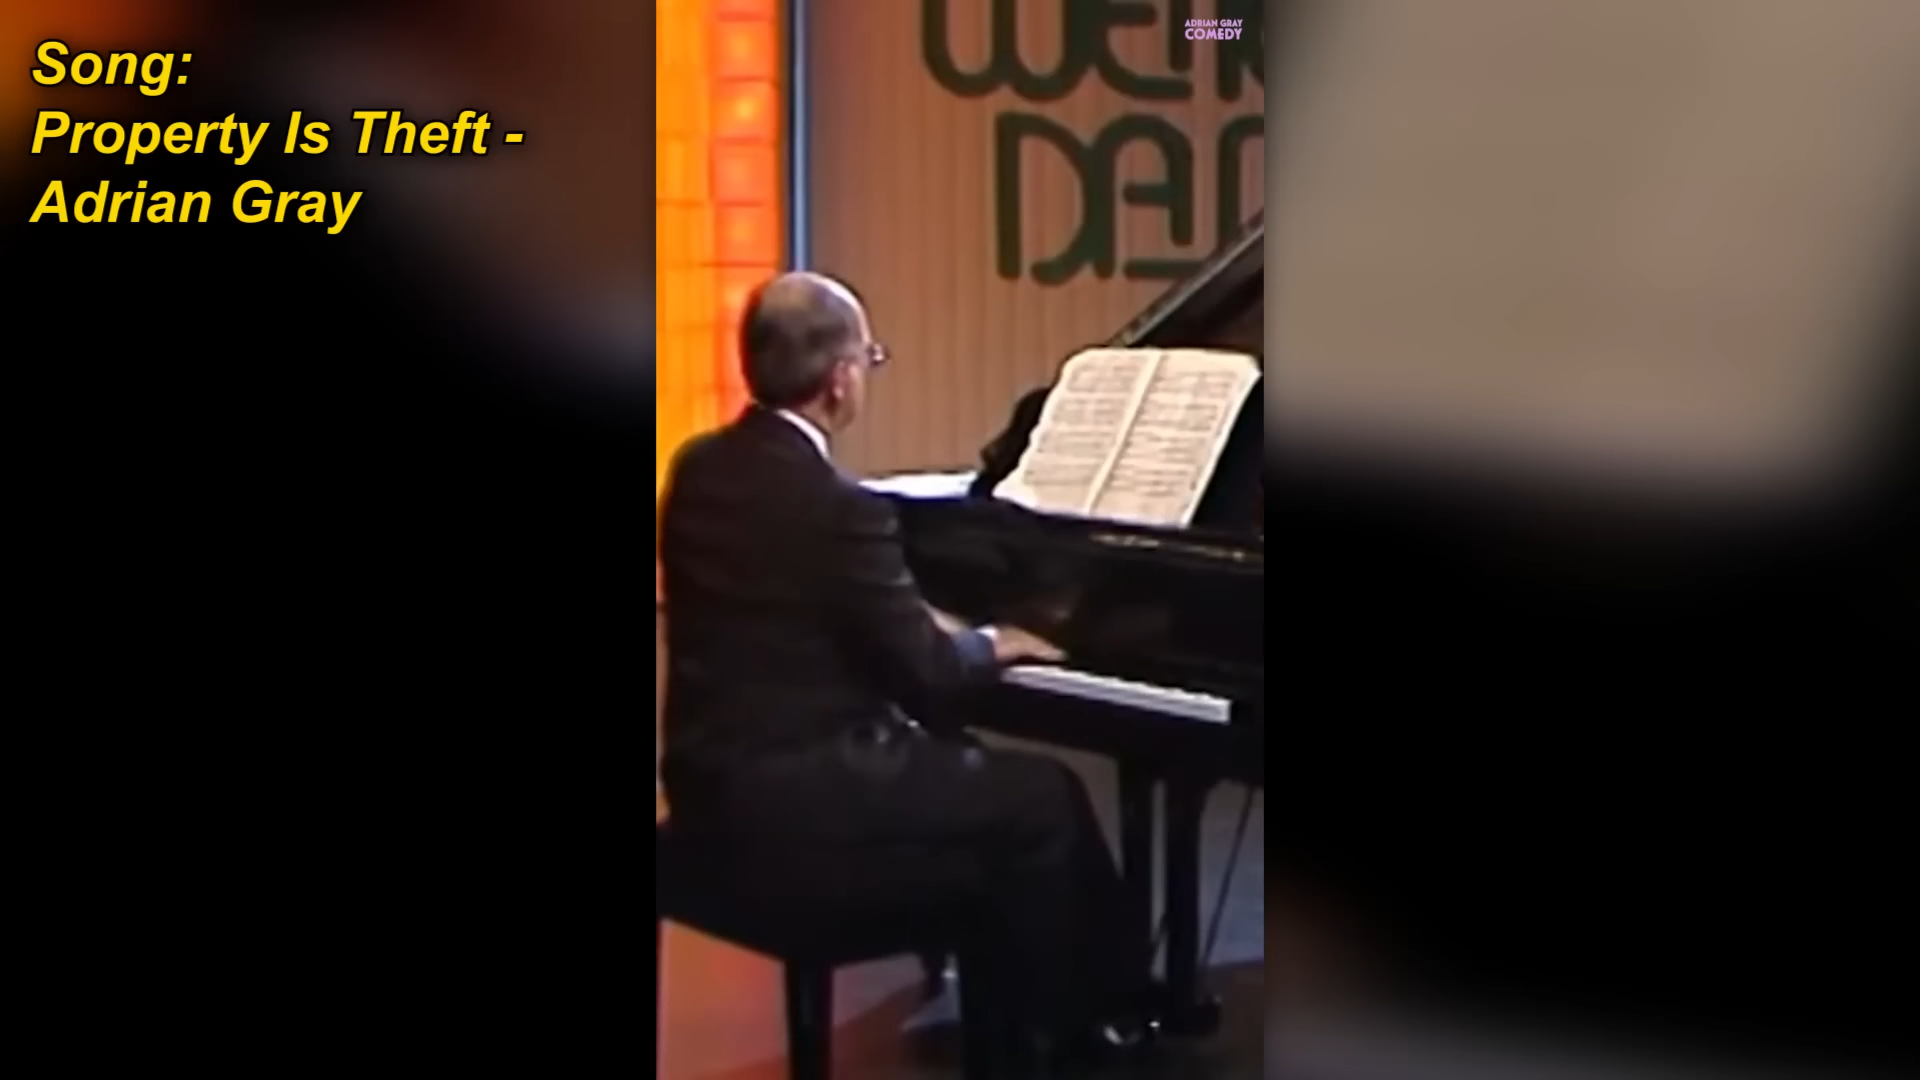 Song:
Property Is Theft -
Adrian Gray
ADRIAN GRAY
COMEDY